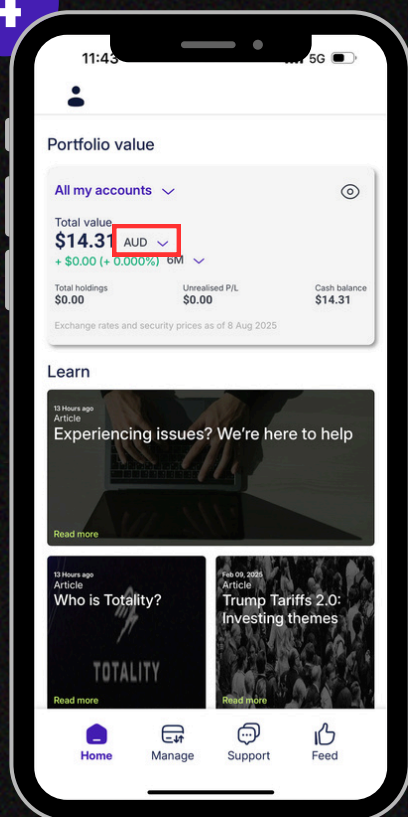 11:43
5G
Portfolio value
All my accounts
Total value
$14.31 AUD
+ $0.00 (+ 0.000%) 6M
Total holdings Unrealised P/L Cash balance
$0.00 $0.00 $14.31
Exchange rates and security prices as of 8 Aug 2025
Learn
13 Hours ago
Article
Experiencing issues? We're here to help
Read more
13 Hours ago
Article
Who is Totality?
TOTALITY
Read more
Feb 09, 2025
Article
Trump Tariffs 2.0:
Investing themes
Read more
Home Manage Support Feed